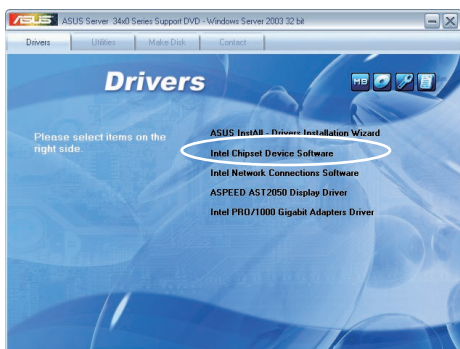 ASUS
ASUS Server 34x0 Series Support DVD - Windows Server 2003 32 bit
Drivers
Utilities
Make Disk
Contact
Drivers
MB
Please select items on the
right side.
ASUS InstAll - Drivers Installation Wizard
Intel Chipset Device Software
Intel Network Connections Software
ASPEED AST2050 Display Driver
Intel PRO/1000 Gigabit Adapters Driver